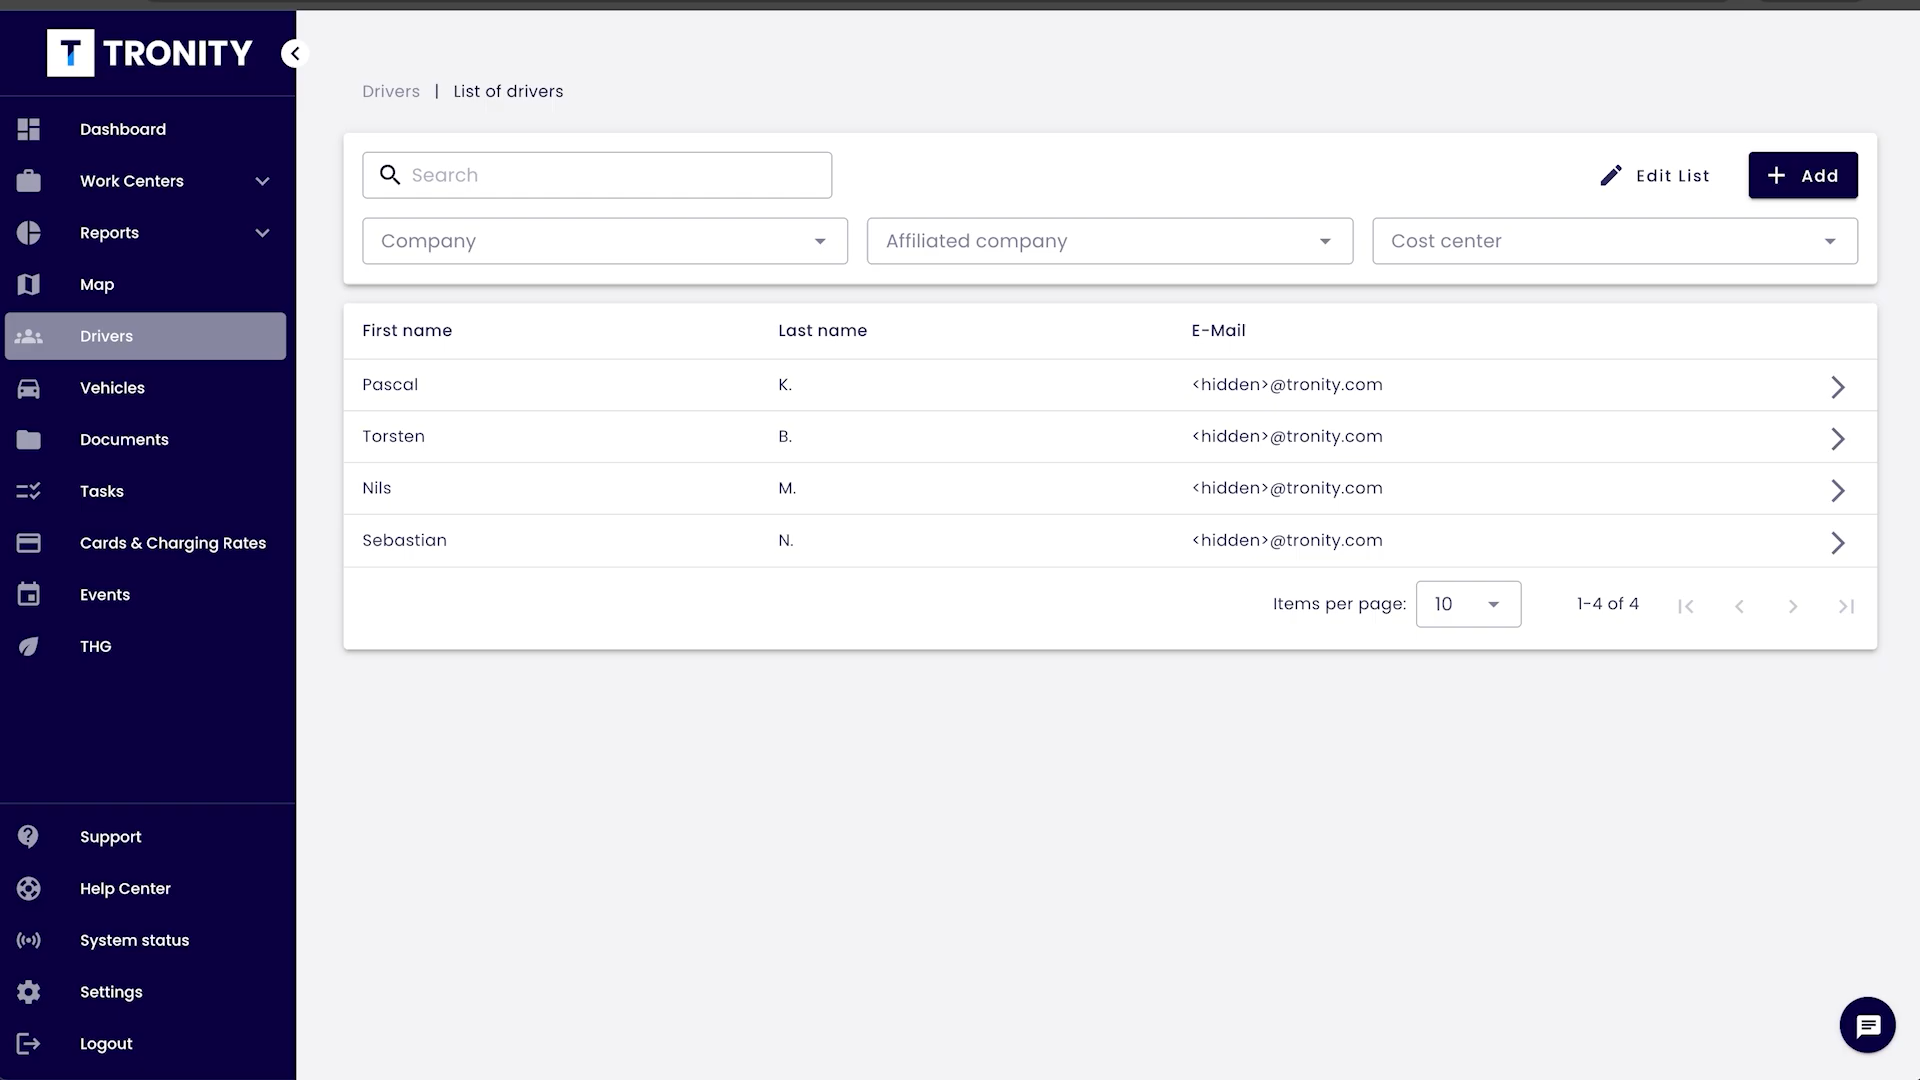 TRONITY
Dashboard
Work Centers
Reports
Map
Drivers
Vehicles
Documents
Tasks
Cards & Charging Rates
Events
THG
Support
Help Center
System status
Settings
Logout
Drivers | List of drivers
Search
Edit List
Add
Company
Affiliated company
Cost center
First name Last name E-Mail
Pascal K. <hidden>@tronity.com
Torsten B. <hidden>@tronity.com
Nils M. <hidden>@tronity.com
Sebastian N. <hidden>@tronity.com
Items per page: 10 1-4 of 4